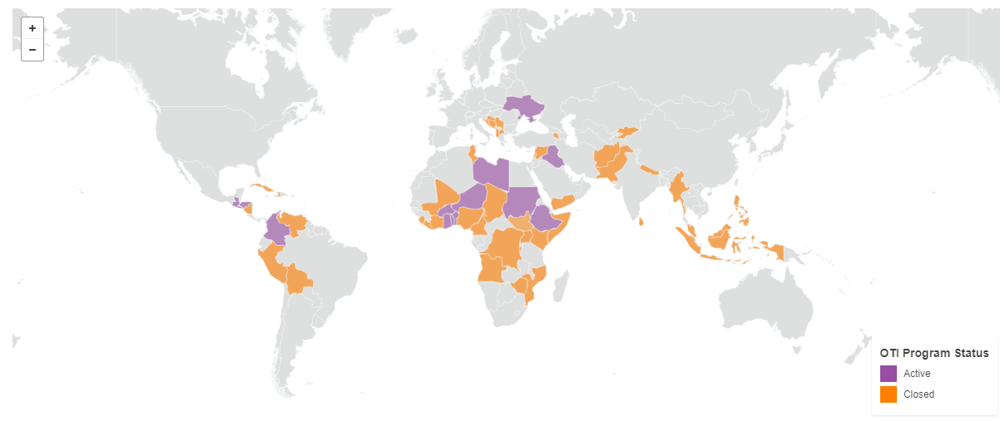 +
−
OTI Program Status
Active
Closed